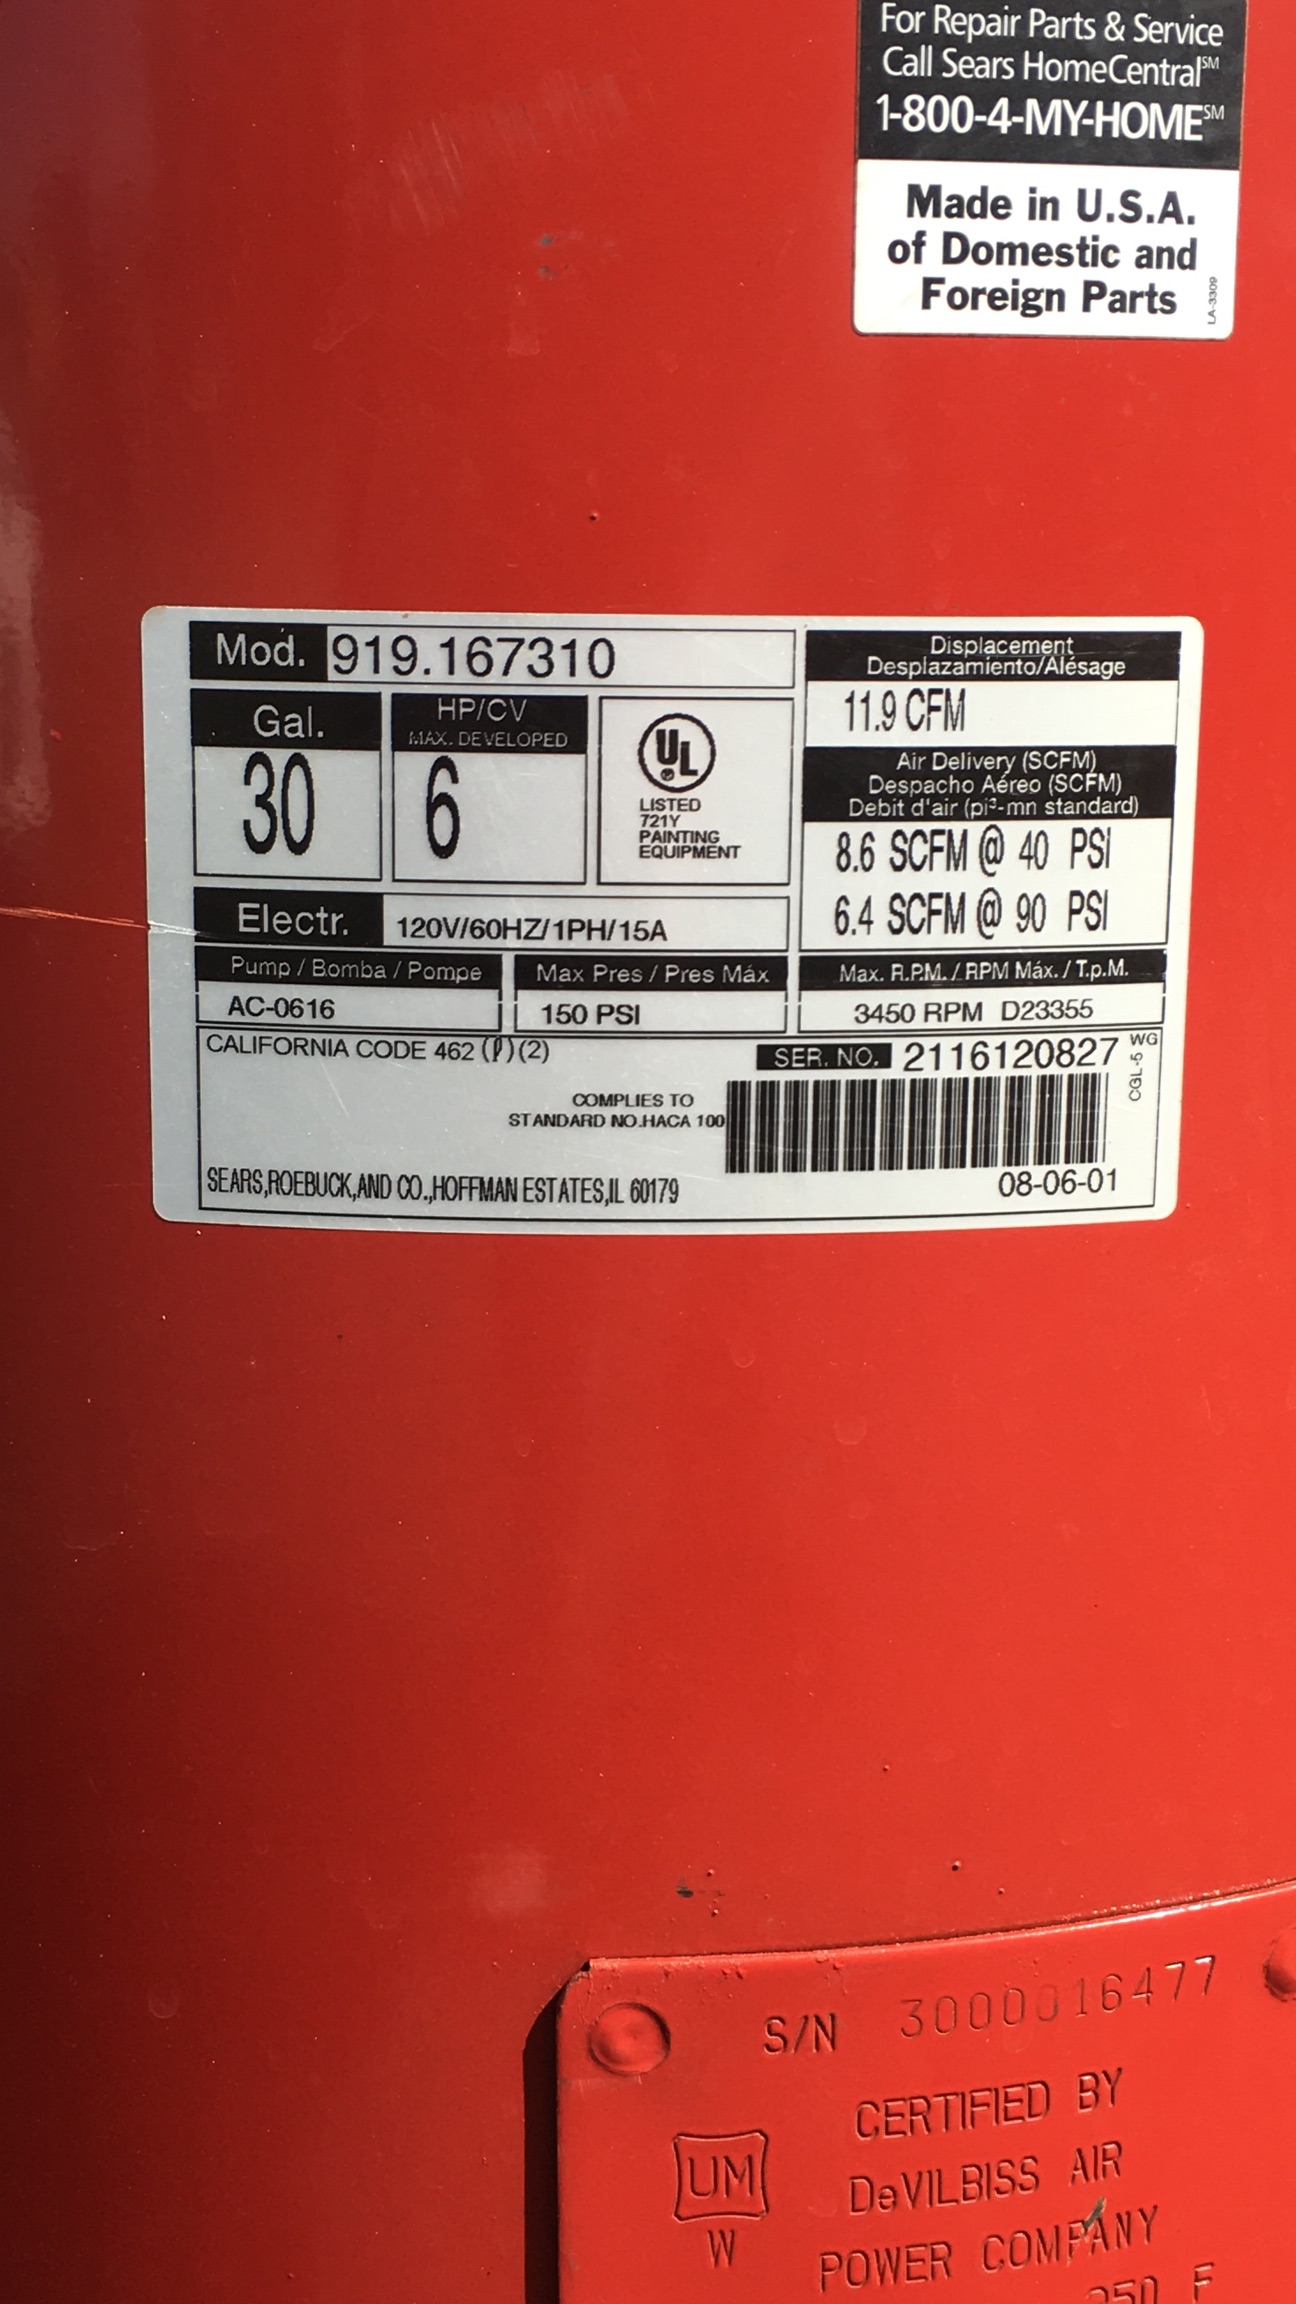 For Repair Parts & Service
Call Sears HomeCentral℠
1-800-4-MY-HOME℠
Made in U.S.A.
of Domestic and
Foreign Parts
LA-3309
Mod. 919.167310
Gal.
30
HP/CV
MAX. DEVELOPED
6
UL
LISTED
721Y
PAINTING
EQUIPMENT
Displacement
Desplazamiento/Alésage
11.9 CFM
Air Delivery (SCFM)
Despacho Aéreo (SCFM)
Debit d'air (pi³-mn standard)
8.6 SCFM @ 40 PSI
6.4 SCFM @ 90 PSI
Electr. 120V/60HZ/1PH/15A
Pump / Bomba / Pompe
AC-0616
Max Pres / Pres Máx
150 PSI
Max. R.P.M. / RPM Máx. / T.p.M.
3450 RPM D23355
CALIFORNIA CODE 462 (l)(2)
SER. NO. 2116120827
WG
CGL-5
COMPLIES TO
STANDARD NO.HACA 100
SEARS,ROEBUCK,AND CO.,HOFFMAN ESTATES,IL 60179
08-06-01
S/N 3000016477
CERTIFIED BY
DeVILBISS AIR
POWER COMPANY
UM
W
F